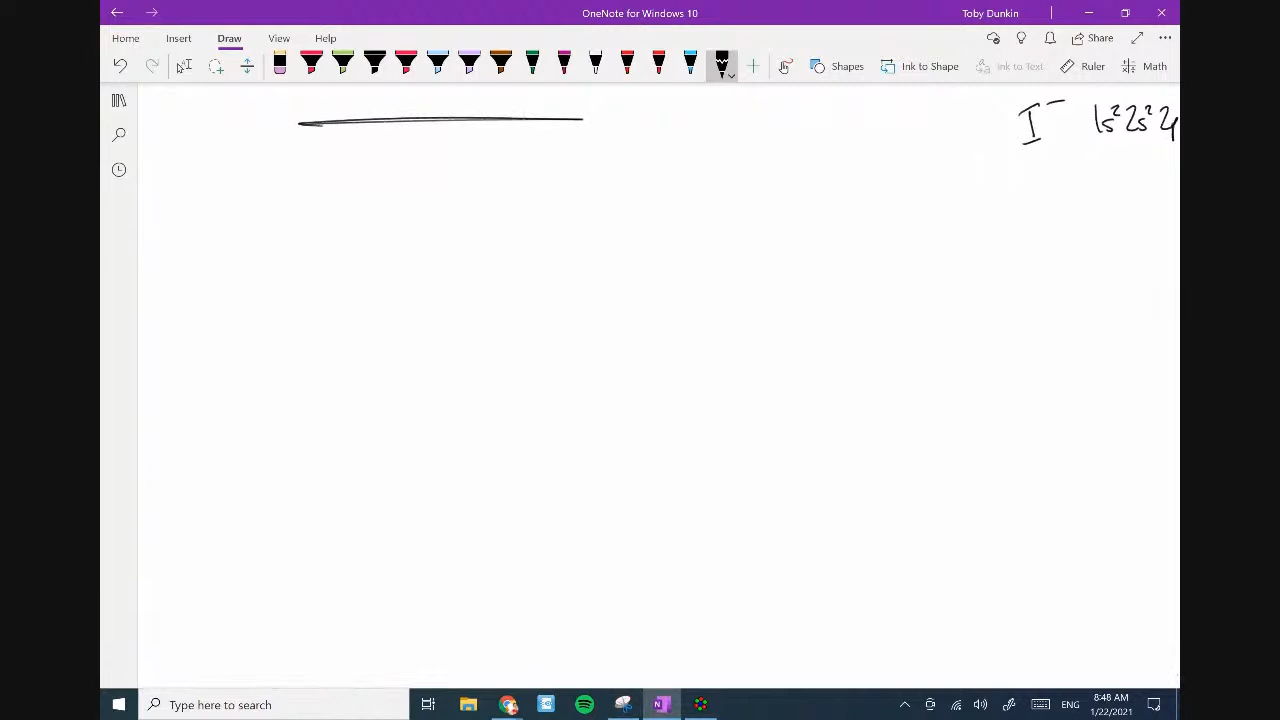 OneNote for Windows 10
Toby Dunkin
Home Insert Draw View Help
Share
Shapes Ink to Shape Ink to Text Ruler Math
I⁻ 1s²2s²2p
Type here to search
ENG
8:48 AM
1/22/2021